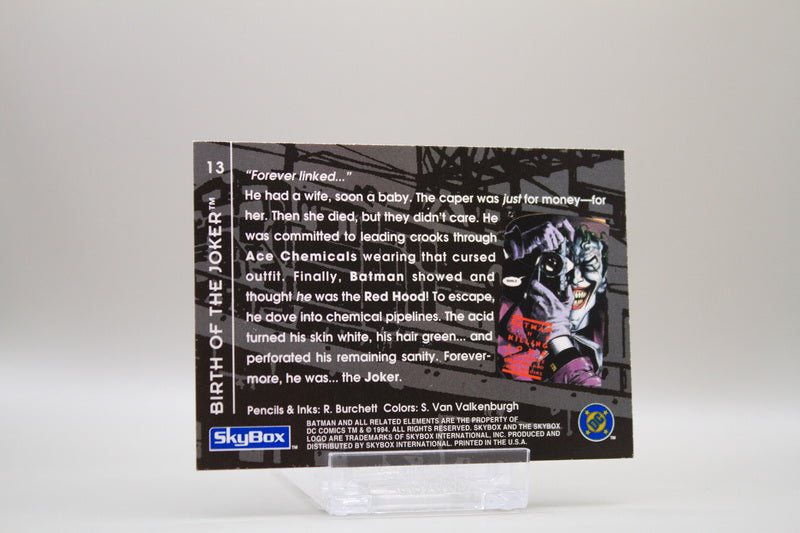 13
BIRTH OF THE JOKER™
"Forever linked..."
He had a wife, soon a baby. The caper was just for money—for
her. Then she died, but they didn't care. He
was committed to leading crooks through
Ace Chemicals wearing that cursed
outfit. Finally, Batman showed and
thought he was the Red Hood! To escape,
he dove into chemical pipelines. The acid
turned his skin white, his hair green... and
perforated his remaining sanity. Forever-
more, he was... the Joker.
BATMAN
KILLING
Pencils & Inks: R. Burchett Colors: S. Van Valkenburgh
SkyBox™
BATMAN AND ALL RELATED ELEMENTS ARE THE PROPERTY OF
DC COMICS TM & © 1994. ALL RIGHTS RESERVED. SKYBOX AND THE SKYBOX
LOGO ARE TRADEMARKS OF SKYBOX INTERNATIONAL, INC. PRODUCED AND
DISTRIBUTED BY SKYBOX INTERNATIONAL. PRINTED IN THE U.S.A.
DC
™